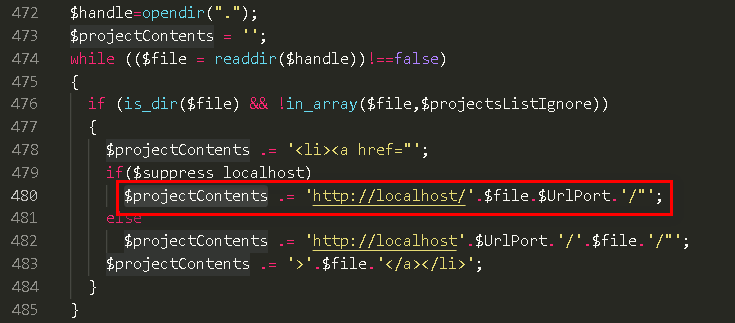 472 $handle=opendir(".");
473 $projectContents = '';
474 while (($file = readdir($handle))!==false)
475 {
476 if (is_dir($file) && !in_array($file,$projectsListIgnore))
477 {
478 $projectContents .= '<li><a href="';
479 if($suppress_localhost)
480 $projectContents .= 'http://localhost/'.$file.$UrlPort.'/"';
481 else
482 $projectContents .= 'http://localhost'.$UrlPort.'/'.$file.'/"';
483 $projectContents .= '>'.$file.'</a></li>';
484 }
485 }